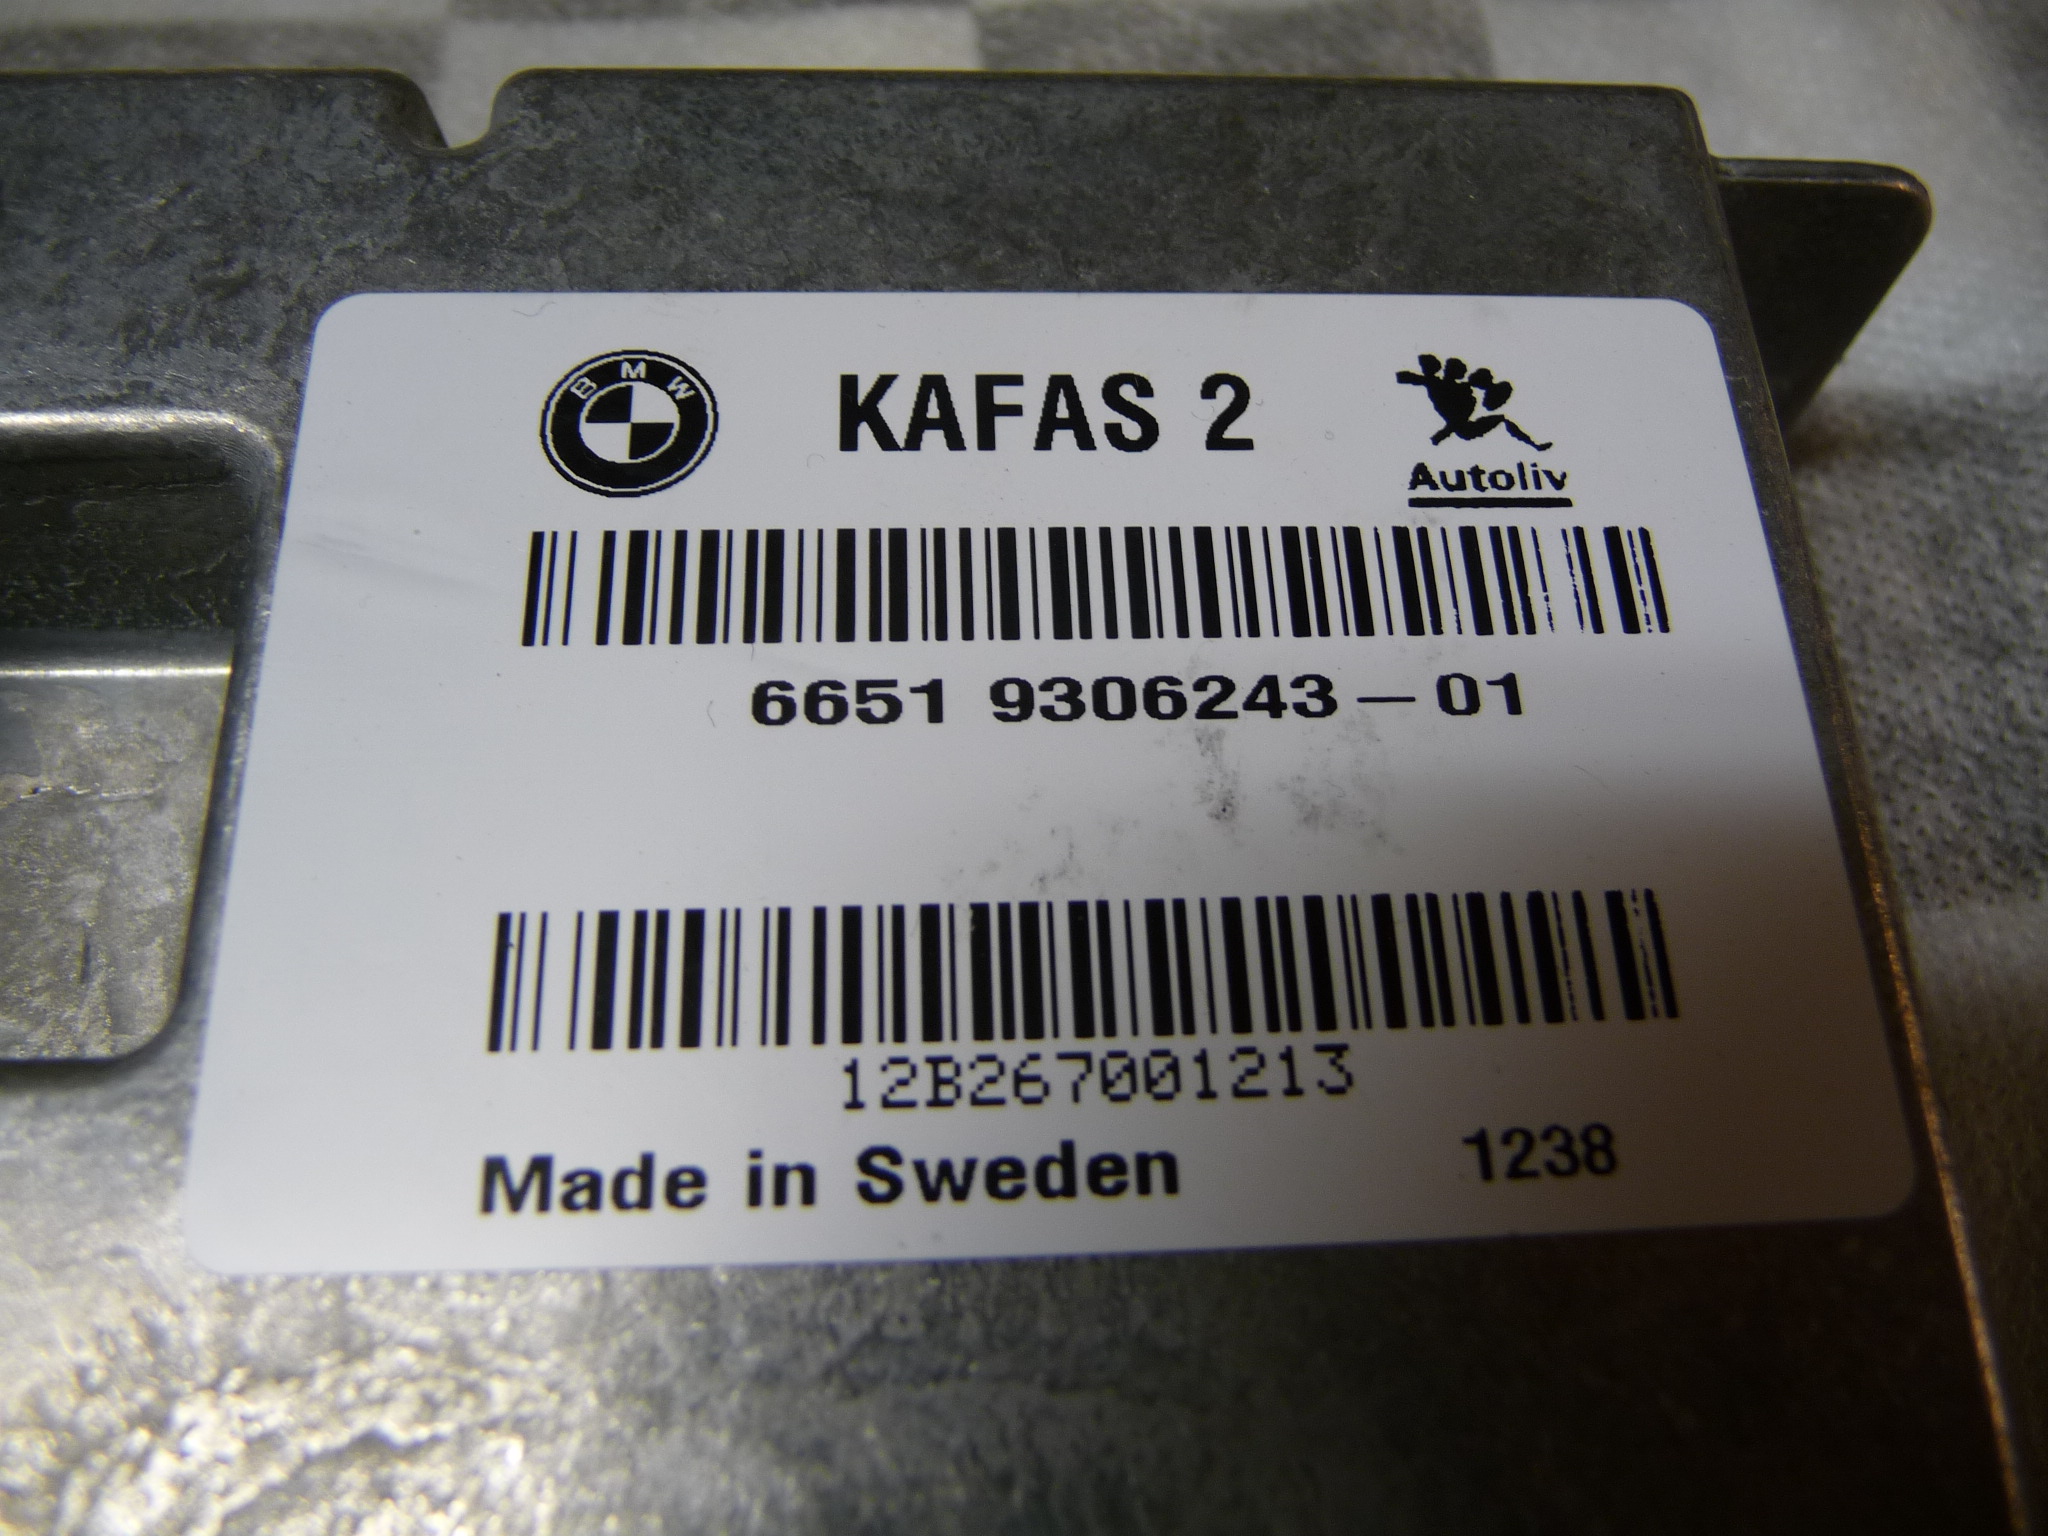 BMW
KAFAS 2
Autoliv
6651 9306243 — 01
12B267001213
Made in Sweden
1238